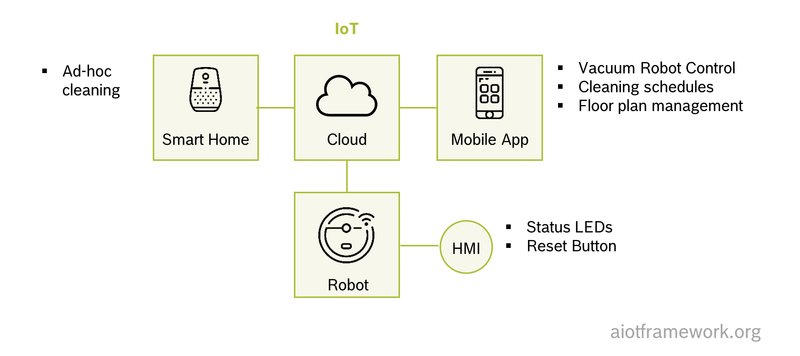 IoT
▪ Ad-hoc
cleaning
Smart Home
Cloud
Mobile App
▪ Vacuum Robot Control
▪ Cleaning schedules
▪ Floor plan management
Robot
HMI
▪ Status LEDs
▪ Reset Button
aiotframework.org